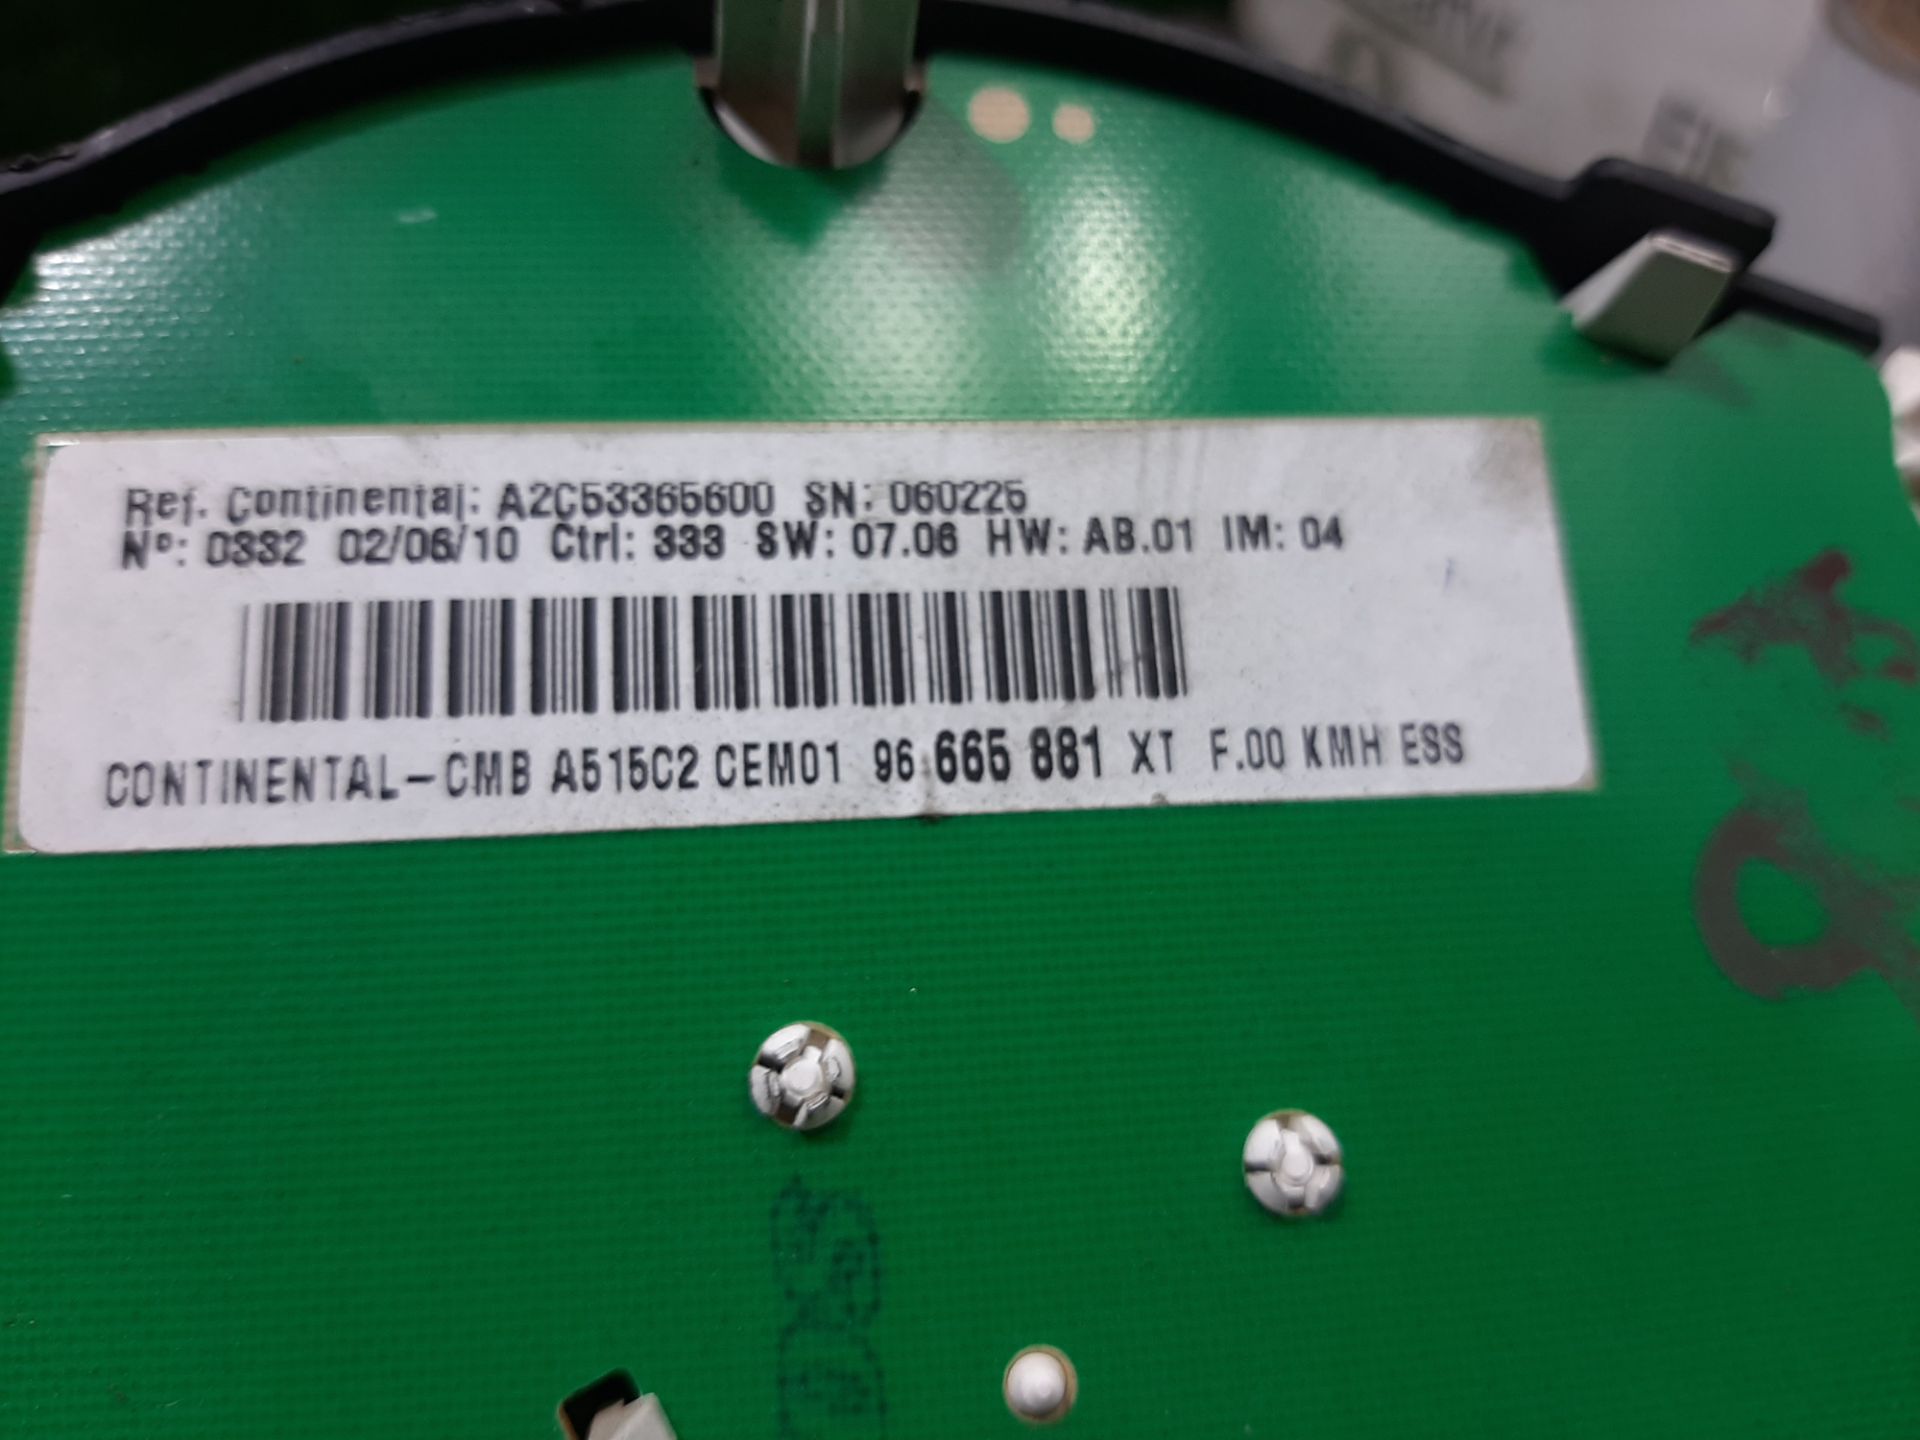 Ref. Continental: A2C53365600 SN: 060225
Nº: 0332 02/06/10 Ctrl: 333 SW: 07.06 HW: AB.01 IM: 04
CONTINENTAL-CMB A515C2 CEM01 96 665 881 XT F.00 KMH ESS